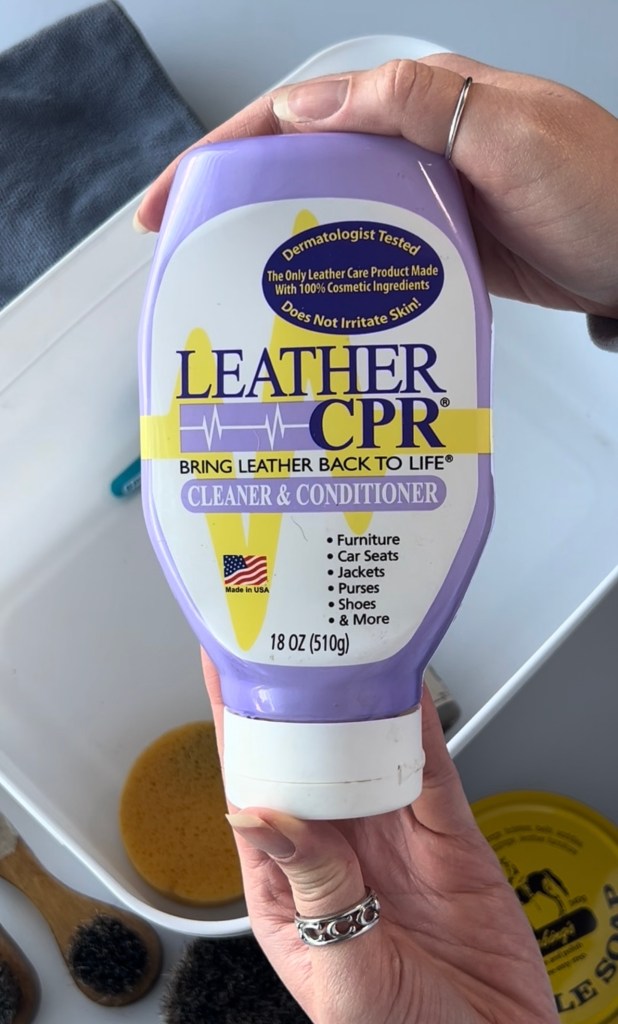 Dermatologist Tested
The Only Leather Care Product Made
With 100% Cosmetic Ingredients
Does Not Irritate Skin!
LEATHER
CPR®
BRING LEATHER BACK TO LIFE®
CLEANER & CONDITIONER
• Furniture
• Car Seats
• Jackets
• Purses
• Shoes
• & More
Made in USA
18 OZ (510g)
LE SOAP